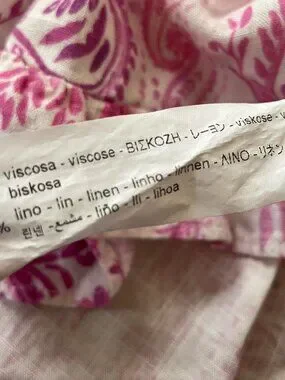 viscosa - viscose - ΒΙΣΚΟΖΗ - レーヨン - viskose - v
biskosa
% lino - lin - linen - linho - linnen - ΛΙΝΟ - リネン
린넨 - liño - lli - lihoa